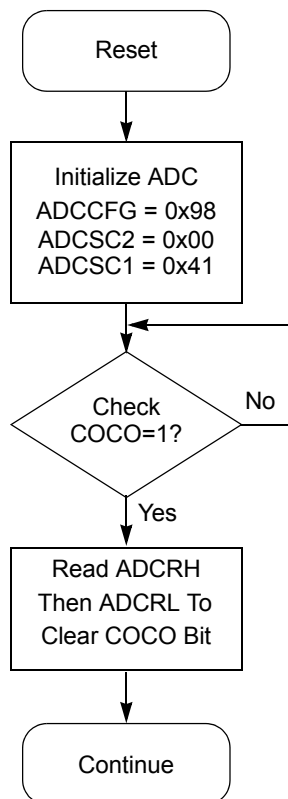 Reset
Initialize ADC
ADCCFG = 0x98
ADCSC2 = 0x00
ADCSC1 = 0x41
Check
COCO=1?
No
Yes
Read ADCRH
Then ADCRL To
Clear COCO Bit
Continue